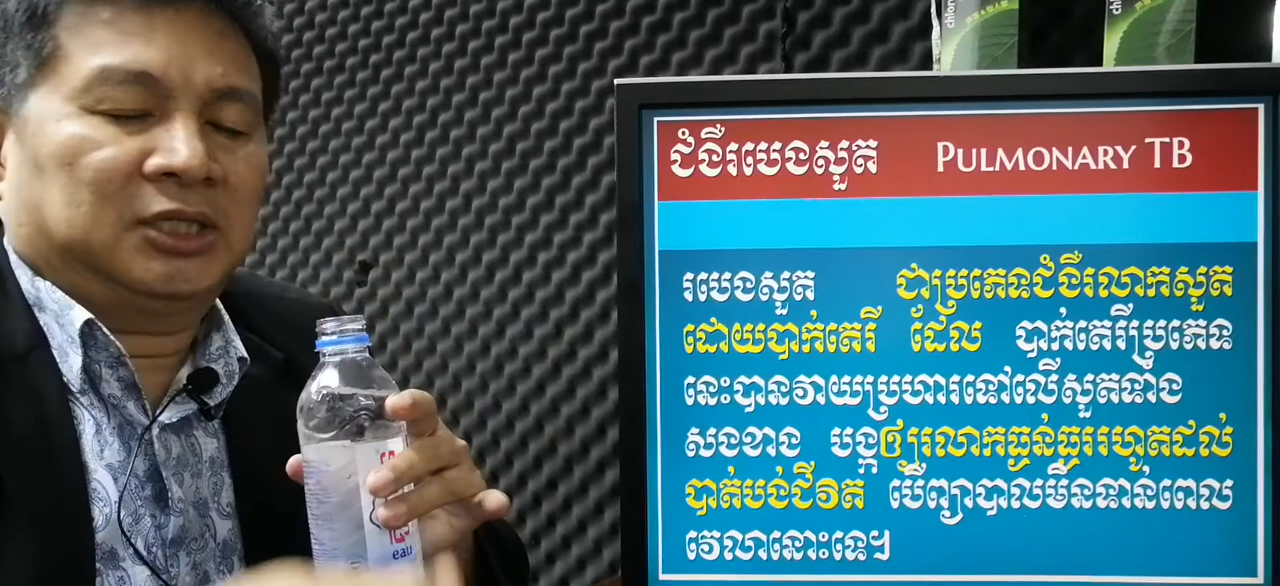 ជំងឺរបេងសួត PULMONARY TB
របេងសួត ជាប្រភេទជំងឺរលាកសួត
ដោយបាក់តេរី ដែល បាក់តេរីប្រភេទ
នេះបានវាយប្រហារទៅលើសួតទាំង
សងខាង បង្កឲ្យរលាកធ្ងន់ធ្ងររហូតដល់
បាត់បង់ជីវិត បើព្យាបាលមិនទាន់ពេល
វេលានោះទេ។
eau